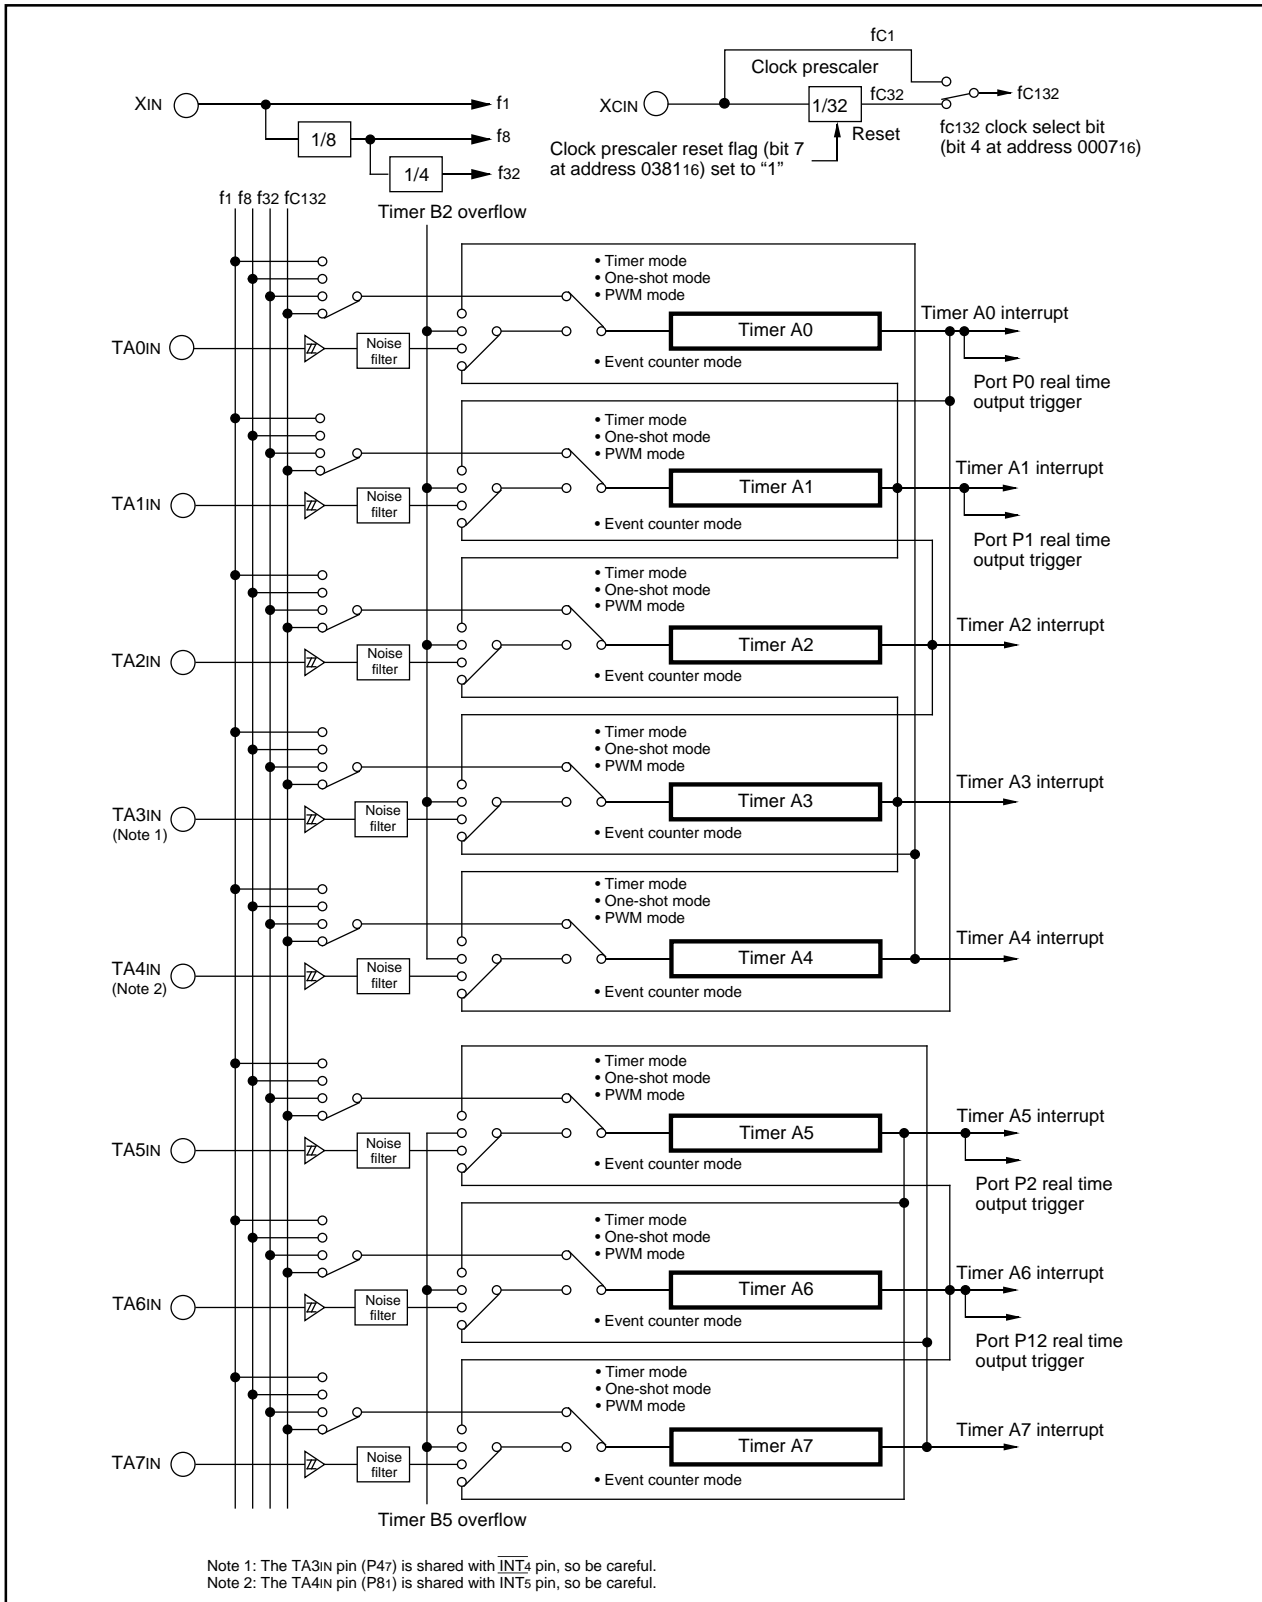 XIN
f1
1/8
f8
1/4
f32
fC1
Clock prescaler
XCIN
1/32
fC32
fC132
Reset
Clock prescaler reset flag (bit 7
at address 038116) set to “1”
fC132 clock select bit
(bit 4 at address 000716)
f1 f8 f32 fC132
Timer B2 overflow
• Timer mode
• One-shot mode
• PWM mode
TA0IN
Noise
filter
Timer A0
• Event counter mode
Timer A0 interrupt
Port P0 real time
output trigger
• Timer mode
• One-shot mode
• PWM mode
TA1IN
Noise
filter
Timer A1
• Event counter mode
Timer A1 interrupt
Port P1 real time
output trigger
• Timer mode
• One-shot mode
• PWM mode
TA2IN
Noise
filter
Timer A2
• Event counter mode
Timer A2 interrupt
• Timer mode
• One-shot mode
• PWM mode
TA3IN
(Note 1)
Noise
filter
Timer A3
• Event counter mode
Timer A3 interrupt
• Timer mode
• One-shot mode
• PWM mode
TA4IN
(Note 2)
Noise
filter
Timer A4
• Event counter mode
Timer A4 interrupt
• Timer mode
• One-shot mode
• PWM mode
TA5IN
Noise
filter
Timer A5
• Event counter mode
Timer A5 interrupt
Port P2 real time
output trigger
• Timer mode
• One-shot mode
• PWM mode
TA6IN
Noise
filter
Timer A6
• Event counter mode
Timer A6 interrupt
Port P12 real time
output trigger
• Timer mode
• One-shot mode
• PWM mode
TA7IN
Noise
filter
Timer A7
• Event counter mode
Timer A7 interrupt
Timer B5 overflow
Note 1: The TA3IN pin (P47) is shared with INT4 pin, so be careful.
Note 2: The TA4IN pin (P81) is shared with INT5 pin, so be careful.